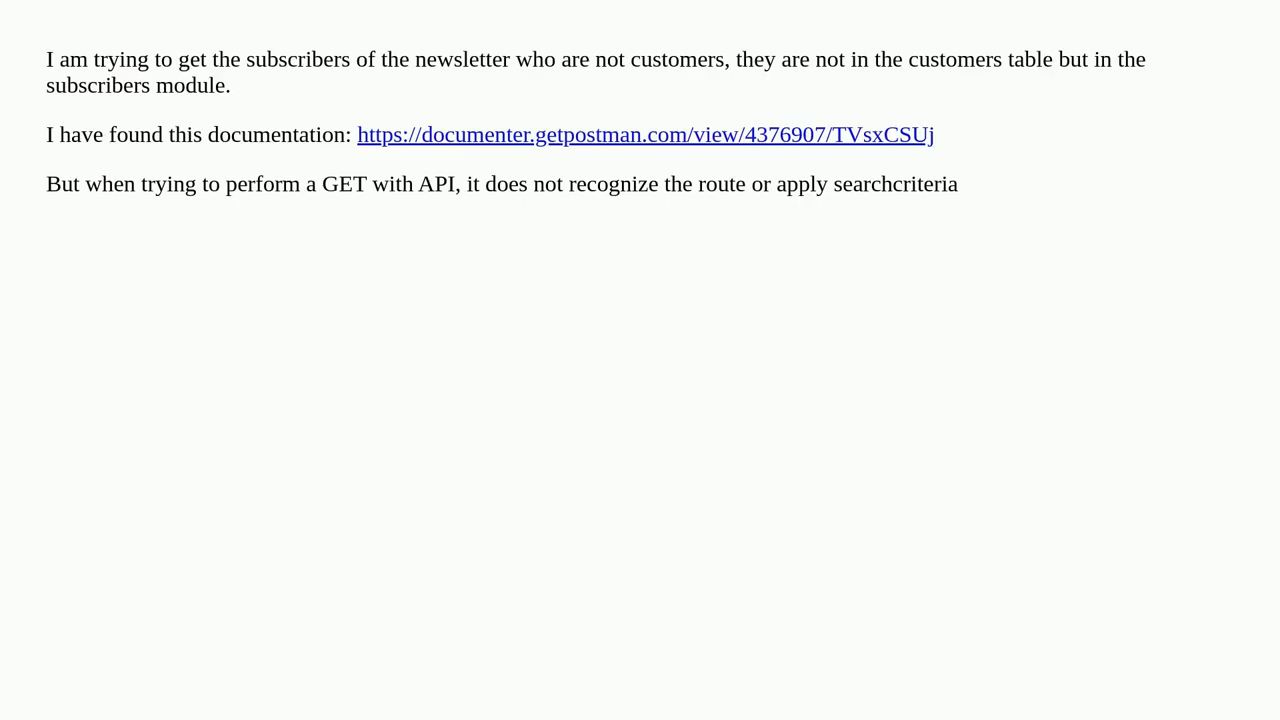 I am trying to get the subscribers of the newsletter who are not customers, they are not in the customers table but in the
subscribers module.
I have found this documentation: https://documenter.getpostman.com/view/4376907/TVsxCSUj
But when trying to perform a GET with API, it does not recognize the route or apply searchcriteria